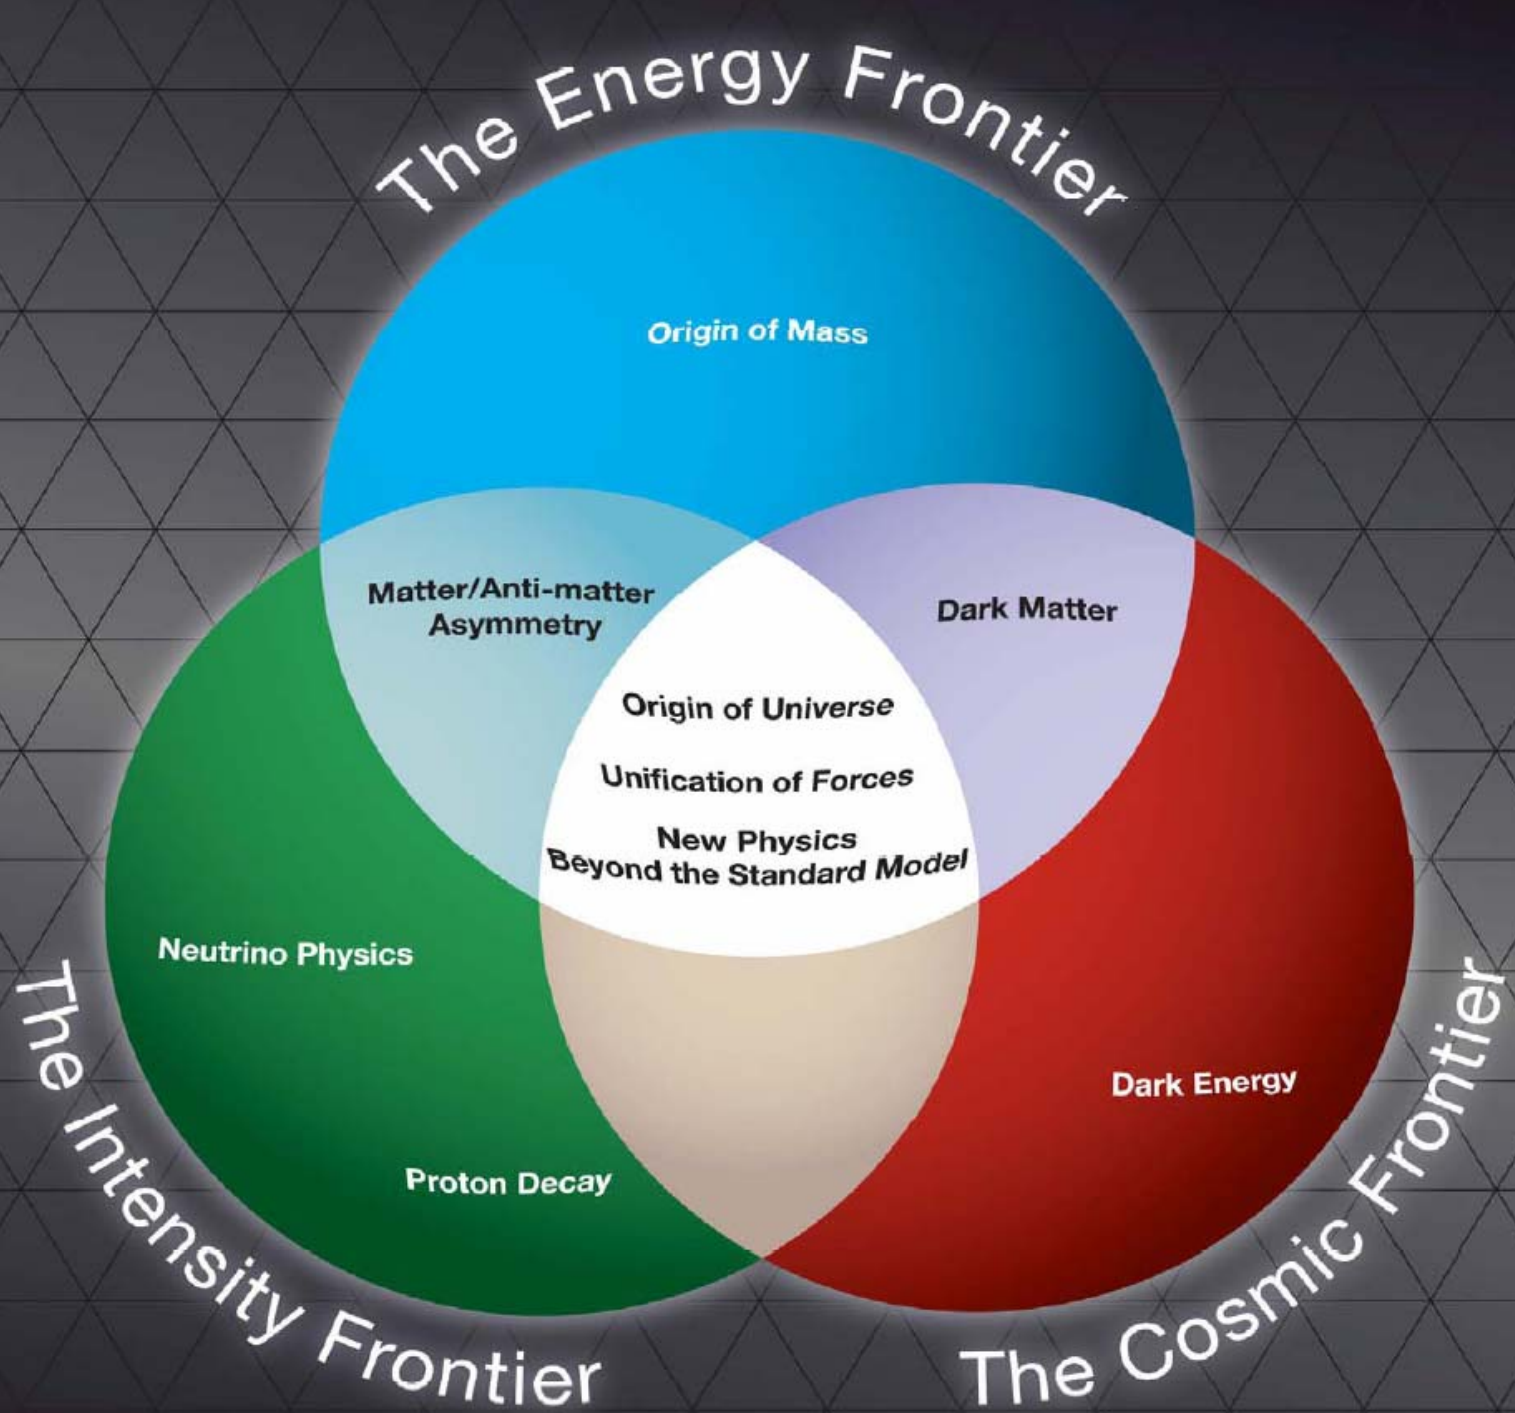 The Energy Frontier
Origin of Mass
Matter/Anti-matter
Asymmetry
Dark Matter
Origin of Universe
Unification of Forces
New Physics
Beyond the Standard Model
Neutrino Physics
Dark Energy
Proton Decay
The Intensity Frontier
The Cosmic Frontier